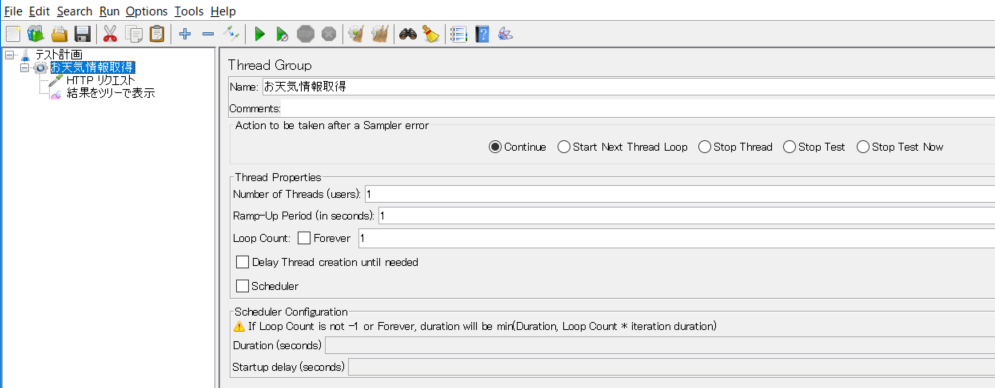 File Edit Search Run Options Tools Help
テスト計画
お天気情報取得
HTTP リクエスト
結果をツリーで表示
Thread Group
Name: お天気情報取得
Comments:
Action to be taken after a Sampler error
Continue Start Next Thread Loop Stop Thread Stop Test Stop Test Now
Thread Properties
Number of Threads (users): 1
Ramp-Up Period (in seconds): 1
Loop Count: Forever 1
Delay Thread creation until needed
Scheduler
Scheduler Configuration
If Loop Count is not -1 or Forever, duration will be min(Duration, Loop Count * iteration duration)
Duration (seconds)
Startup delay (seconds)